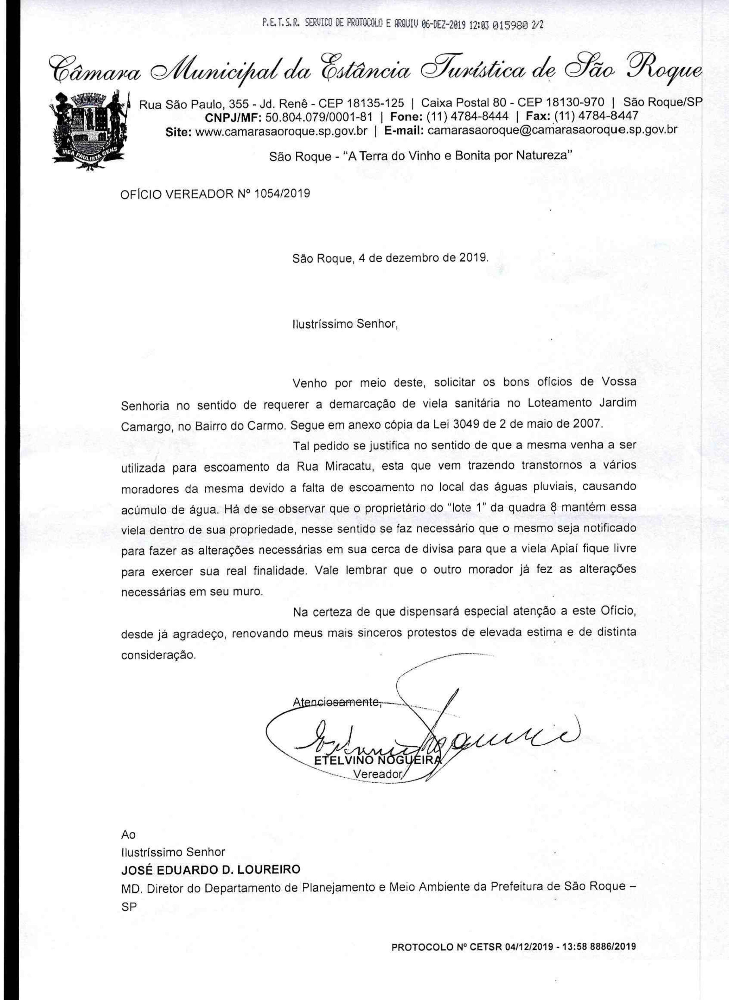 P.E.T.S.R. SERVICO DE PROTOCOLO E ARQUIV 06-DEZ-2019 12:03 015980 2/2
Câmara Municipal da Estância Turística de São Roque
Rua São Paulo, 355 - Jd. Renê - CEP 18135-125 | Caixa Postal 80 - CEP 18130-970 | São Roque/SP
CNPJ/MF: 50.804.079/0001-81 | Fone: (11) 4784-8444 | Fax: (11) 4784-8447
Site: www.camarasaoroque.sp.gov.br | E-mail: camarasaoroque@camarasaoroque.sp.gov.br
MEA PAULISTA GENS
São Roque - “A Terra do Vinho e Bonita por Natureza”
OFÍCIO VEREADOR Nº 1054/2019
São Roque, 4 de dezembro de 2019.
Ilustríssimo Senhor,
Venho por meio deste, solicitar os bons ofícios de Vossa
Senhoria no sentido de requerer a demarcação de viela sanitária no Loteamento Jardim
Camargo, no Bairro do Carmo. Segue em anexo cópia da Lei 3049 de 2 de maio de 2007.
Tal pedido se justifica no sentido de que a mesma venha a ser
utilizada para escoamento da Rua Miracatu, esta que vem trazendo transtornos a vários
moradores da mesma devido a falta de escoamento no local das águas pluviais, causando
acúmulo de água. Há de se observar que o proprietário do “lote 1” da quadra 8 mantém essa
viela dentro de sua propriedade, nesse sentido se faz necessário que o mesmo seja notificado
para fazer as alterações necessárias em sua cerca de divisa para que a viela Apiaí fique livre
para exercer sua real finalidade. Vale lembrar que o outro morador já fez as alterações
necessárias em seu muro.
Na certeza de que dispensará especial atenção a este Ofício,
desde já agradeço, renovando meus mais sinceros protestos de elevada estima e de distinta
consideração.
Atenciosamente,
Etelvino Nogueira
ETELVINO NOGUEIRA
Vereador
Ao
Ilustríssimo Senhor
JOSÉ EDUARDO D. LOUREIRO
MD. Diretor do Departamento de Planejamento e Meio Ambiente da Prefeitura de São Roque –
SP
PROTOCOLO Nº CETSR 04/12/2019 - 13:58 8886/2019